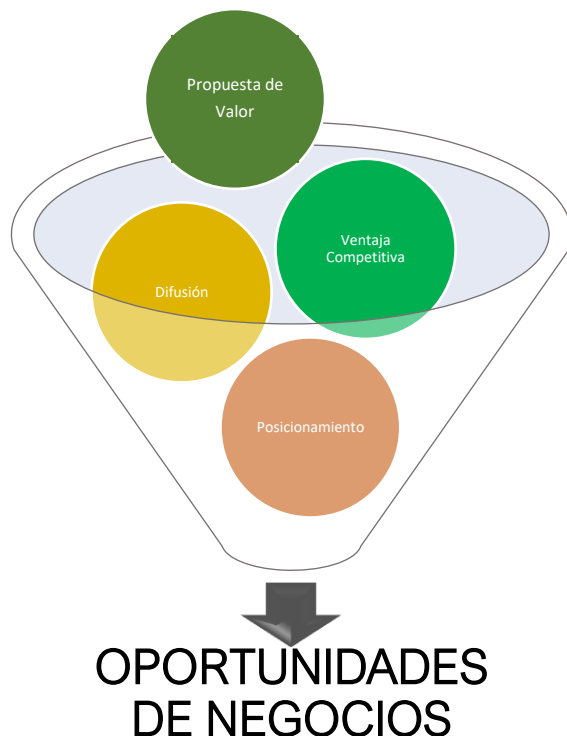 Propuesta de
Valor
Ventaja
Competitiva
Difusión
Posicionamiento
OPORTUNIDADES
DE NEGOCIOS